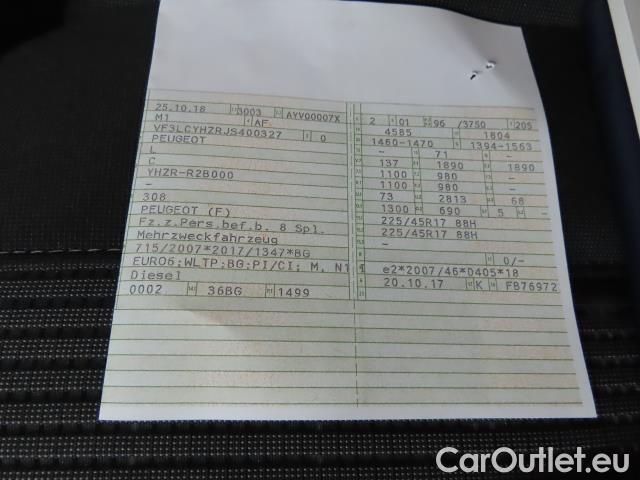 25.10.18 3003 AYV00007X
M1 AF
VF3LCYHZRJS400327 0
PEUGEOT
L
C
YHZR-R2B000
-
308
PEUGEOT (F)
Fz.z.Pers.bef.b. 8 Spl.
Mehrzweckfahrzeug
715/2007*2017/1347*BG
EURO6;WLTP;BG:PI/CI; M, N1 I
Diesel
0002 36BG 1499
2 01 96 /3750 205
4585 1804
1460-1470 1394-1563
- 71 -
137 1890 1890
1100 980 -
1100 980 -
73 2813 68
1300 690 5 -
225/45R17 88H
225/45R17 88H
-
0/-
e2*2007/46*0405*18
20.10.17 K FB76972
CarOutlet.eu